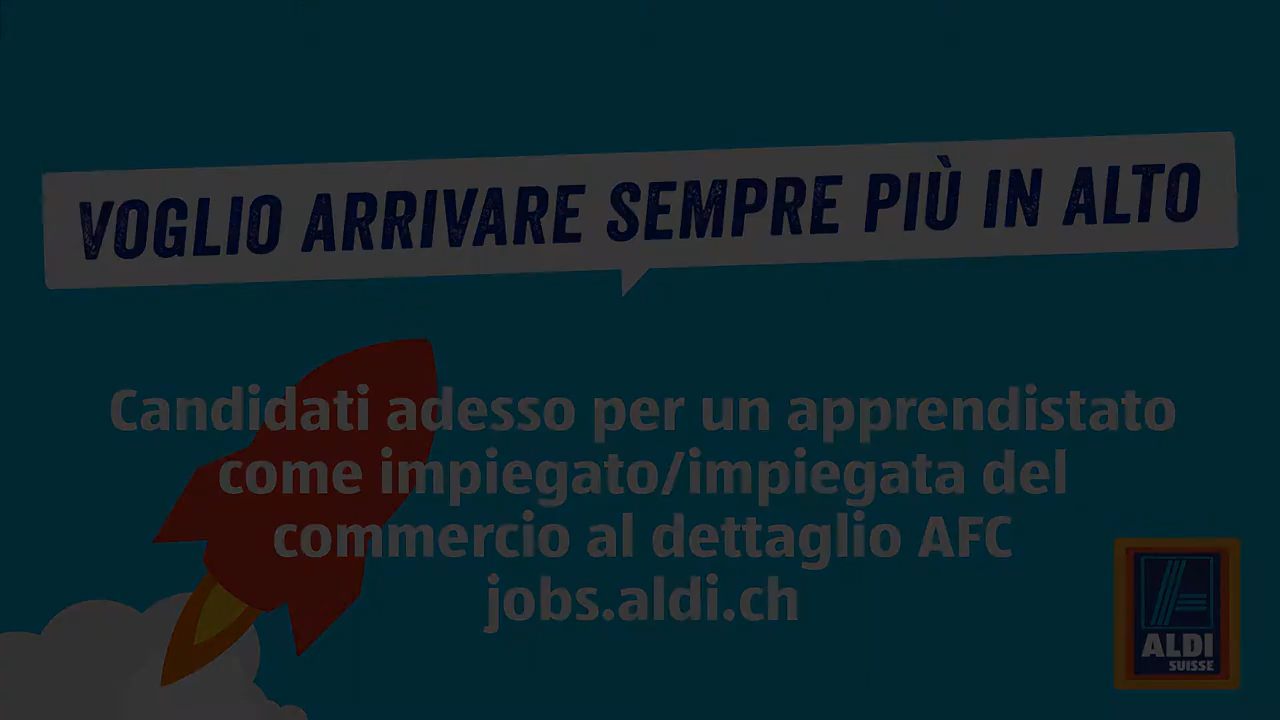 VOGLIO ARRIVARE SEMPRE PIÙ IN ALTO
Candidati adesso per un apprendistato
come impiegato/impiegata del
commercio al dettaglio AFC
jobs.aldi.ch
ALDI
SUISSE